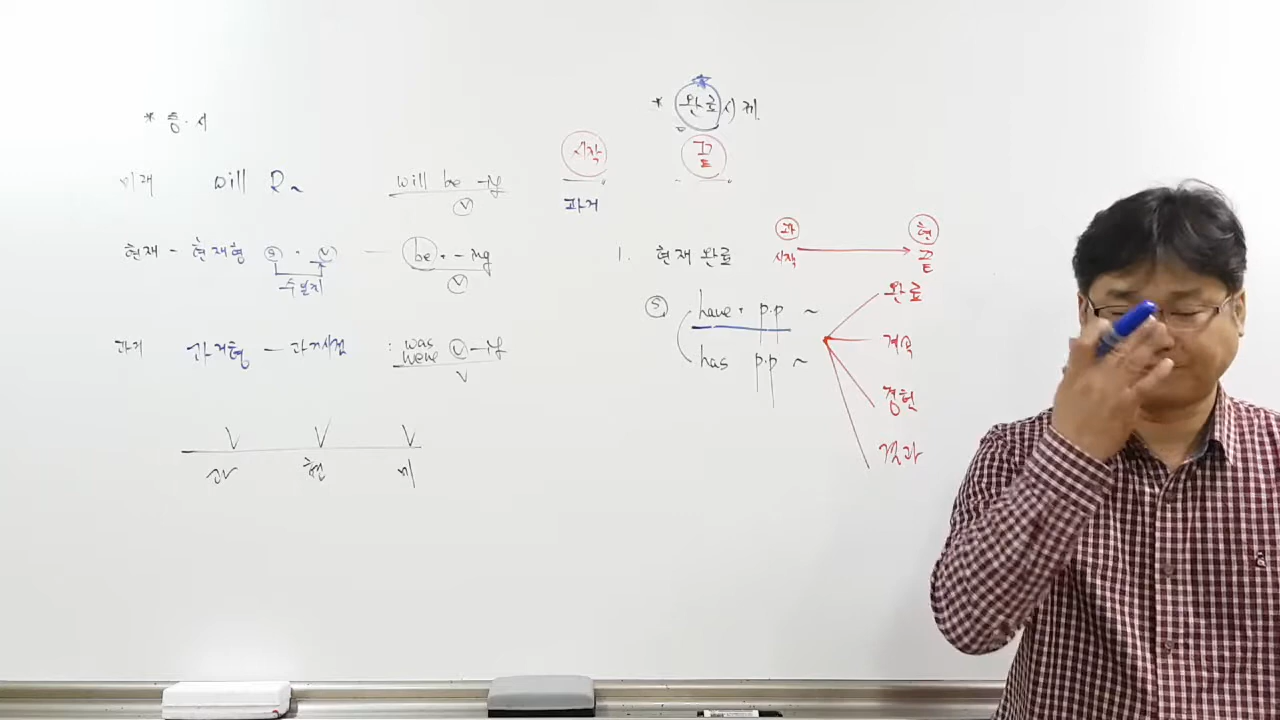 * 중·시
미래 will R~ will be -ing
V
현재 - 현재형 S · V be · - ing
수일치 V
과거 과거형 - 과거시점 : was were V -ing
V
V V V
과 현 미
* 완료시제
시작 끝
과거
1. 현재완료 과 시작 현 끝
S have · p.p ~
has p.p ~
완료
계속
경험
결과